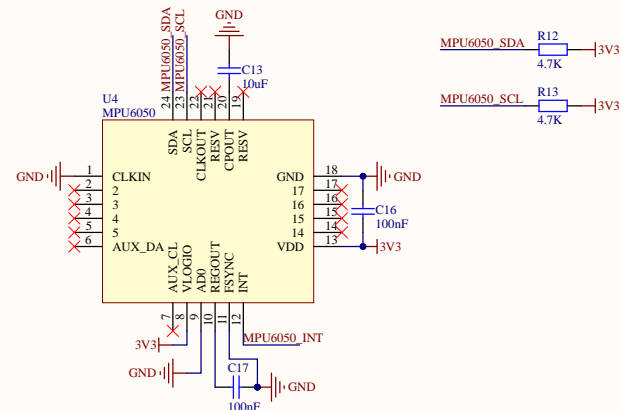 GND
MPU6050_SDA
MPU6050_SCL
C13
10uF
24
23
22
21
20
19
U4
MPU6050
SDA
SCL
CLKOUT
RESV
CPOUT
RESV
MPU6050_SDA
R12
4.7K
3V3
MPU6050_SCL
R13
4.7K
3V3
GND
1
CLKIN
2
2
3
3
4
4
5
5
6
AUX_DA
GND
18
GND
17
17
16
16
15
15
14
14
VDD
13
3V3
C16
100nF
AUX_CL
VLOGIO
AD0
REGOUT
FSYNC
INT
7
8
9
10
11
12
MPU6050_INT
3V3
GND
C17
100nF
GND